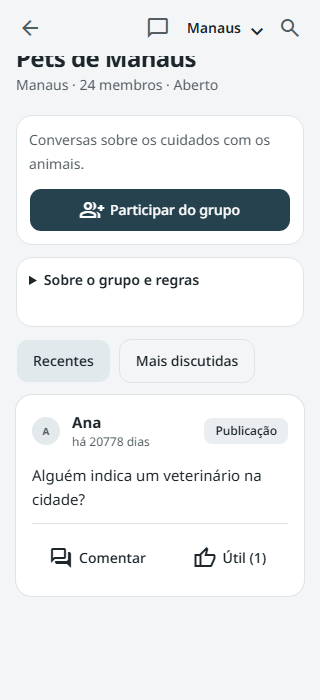 Manaus
Pets de Manaus
Manaus · 24 membros · Aberto
Conversas sobre os cuidados com os
animais.
Participar do grupo
Sobre o grupo e regras
Recentes
Mais discutidas
A
Ana
há 20778 dias
Publicação
Alguém indica um veterinário na
cidade?
Comentar
Útil (1)